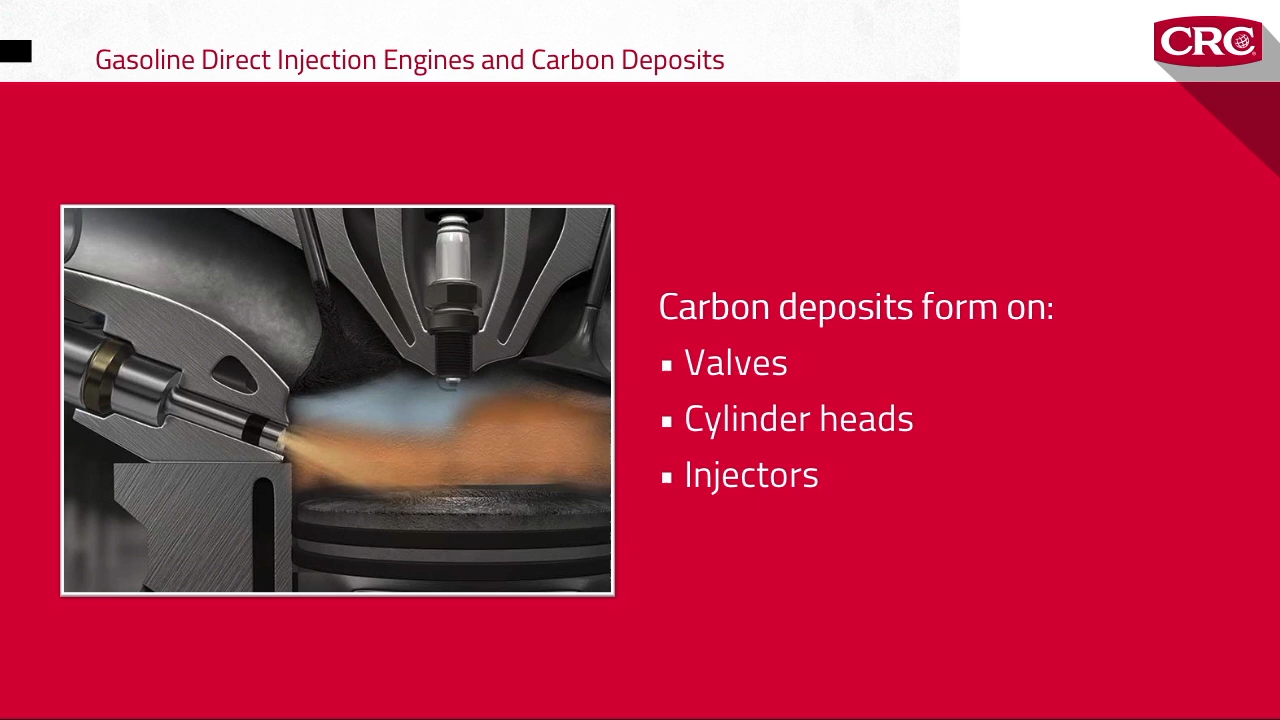 Gasoline Direct Injection Engines and Carbon Deposits
CRC
Carbon deposits form on:
▪ Valves
▪ Cylinder heads
▪ Injectors